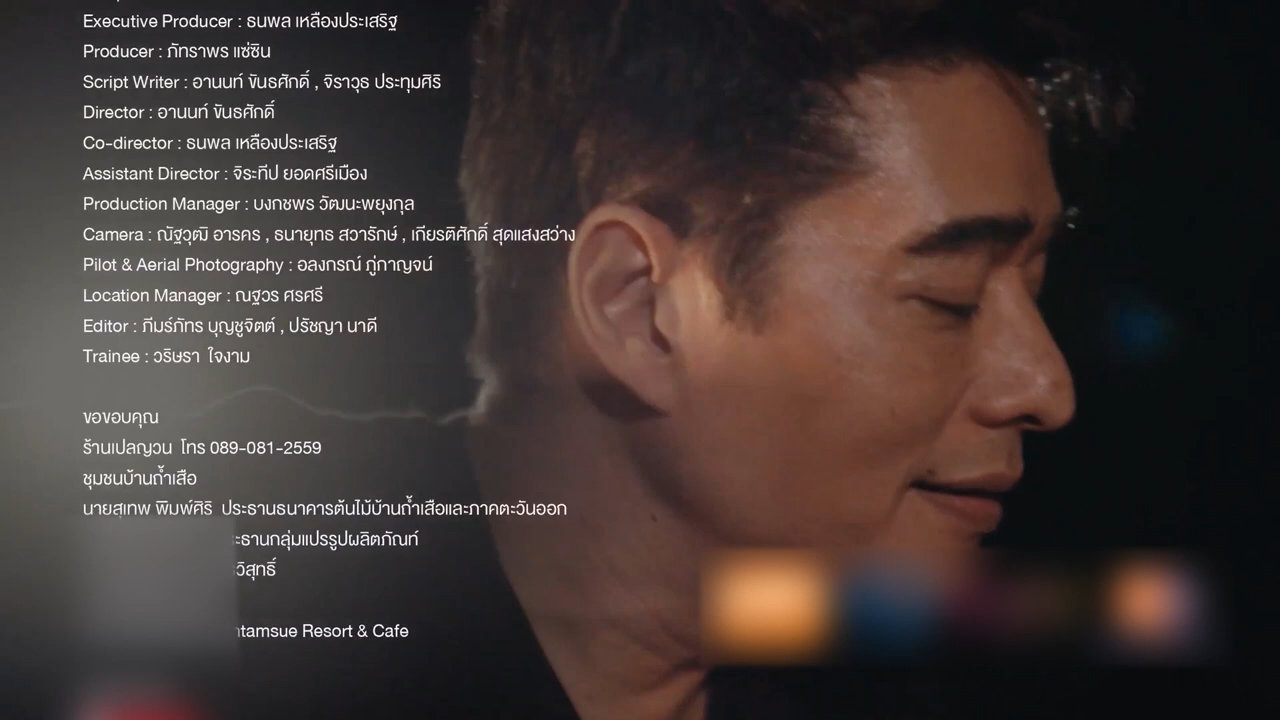 Executive Producer : ธนพล เหลืองประเสริฐ
Producer : ภัทราพร แซ่ซิน
Script Writer : อานนท์ ขันธศักดิ์ , จิราวุธ ประทุมศิริ
Director : อานนท์ ขันธศักดิ์
Co-director : ธนพล เหลืองประเสริฐ
Assistant Director : จิระทีป ยอดศรีเมือง
Production Manager : บงกชพร วัฒนะพยุงกุล
Camera : ณัฐวุฒิ อารคร , ธนายุทธ สวารักษ์ , เกียรติศักดิ์ สุดแสงสว่าง
Pilot & Aerial Photography : อลงกรณ์ ภู่กาญจน์
Location Manager : ณฐวร ศรศรี
Editor : ภีมร์ภัทร บุญชูจิตต์ , ปรัชญา นาดี
Trainee : วริษรา ใจงาม
ขอขอบคุณ
ร้านเปลญวน โทร 089-081-2559
ชุมชนบ้านถ้ำเสือ
นายสุเทพ พิมพ์ศิริ ประธานธนาคารต้นไม้บ้านถ้ำเสือและภาคตะวันออก
ะธานกลุ่มแปรรูปผลิตภัณฑ์
วิสุทธิ์
ntamsue Resort & Cafe